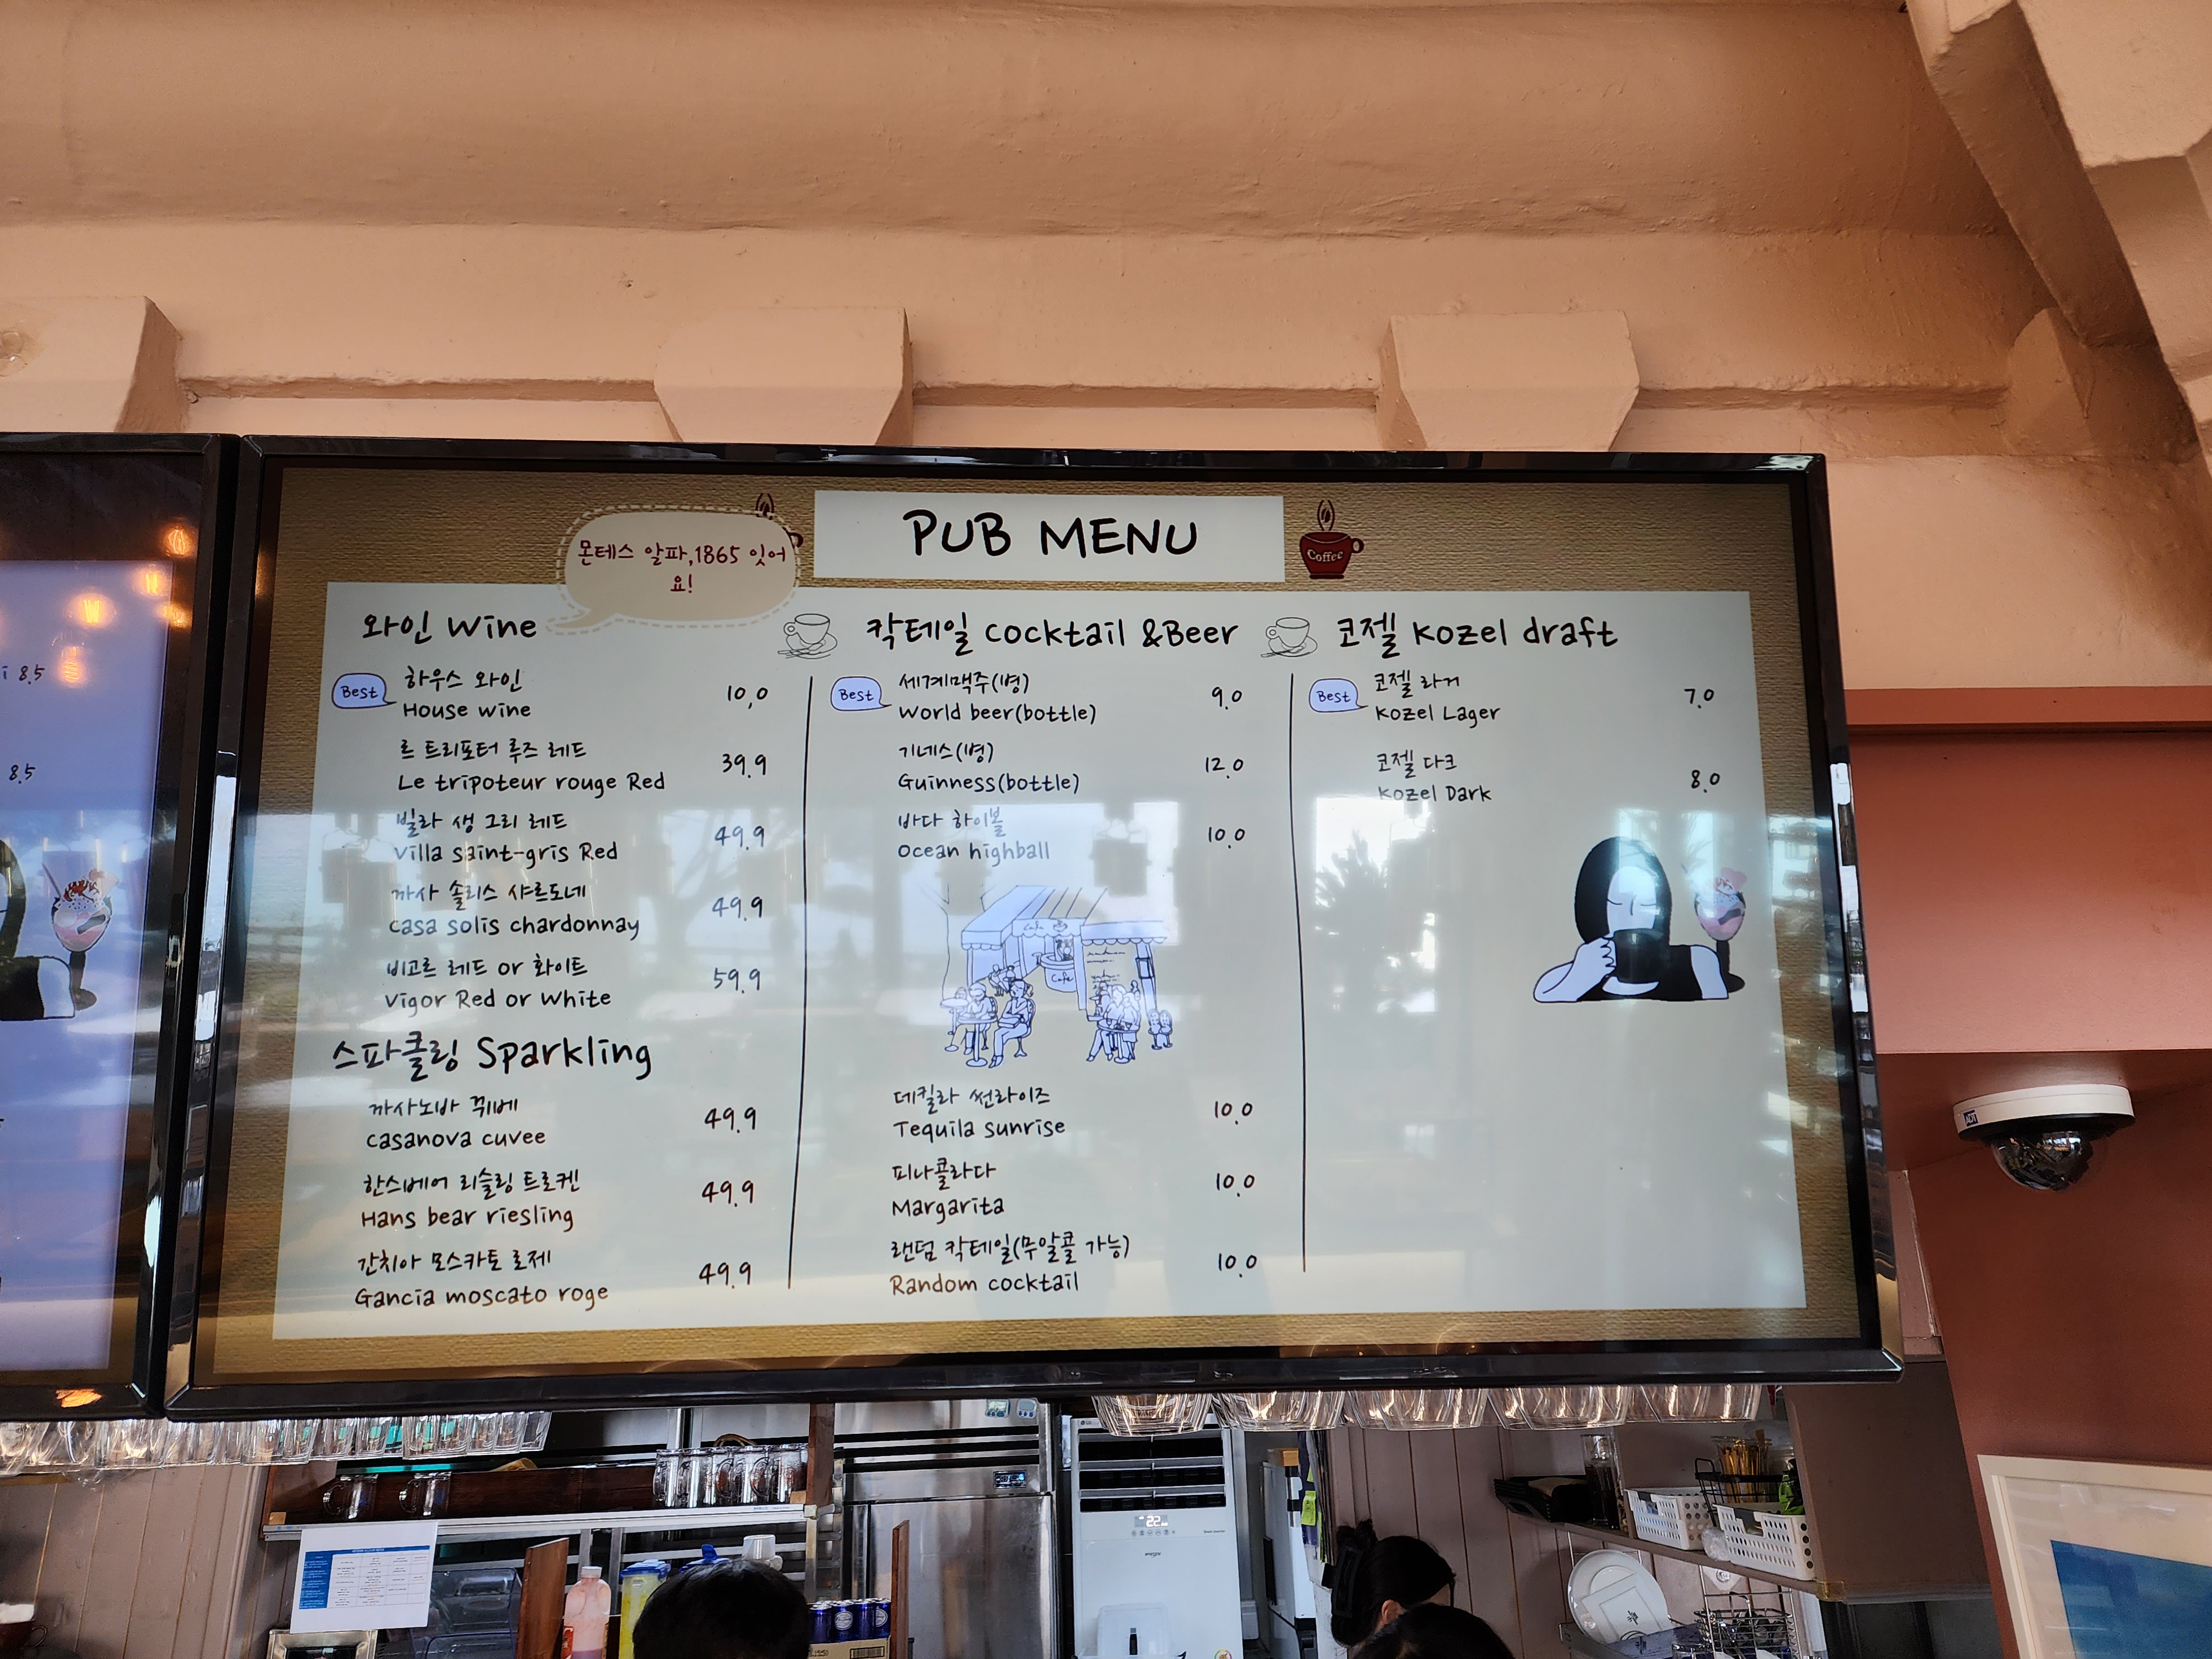 PUB MENU
Coffee
몬테스 알파,1865 잇어
요!
와인 Wine
Best
하우스 와인
House wine
10,0
르 트리포터 루즈 레드
Le tripoteur rouge Red
39.9
빌라 생 그리 레드
Villa saint-gris Red
49.9
까사 솔리스 샤르도네
Casa solis chardonnay
49.9
비고르 레드 or 화이트
Vigor Red or White
59.9
스파클링 Sparkling
까사노바 뀌베
Casanova cuvee
49.9
한스베어 리슬링 트로켄
Hans bear riesling
49.9
간치아 모스카토 로제
Gancia moscato roge
49.9
칵테일 cocktail &Beer
Best
세계맥주(병)
World beer(bottle)
9.0
기네스(병)
Guinness(bottle)
12.0
바다 하이볼
Ocean highball
10.0
Cafe
데킬라 썬라이즈
Tequila sunrise
10.0
피나콜라다
Margarita
10.0
랜덤 칵테일(무알콜 가능)
Random cocktail
10.0
코젤 Kozel draft
Best
코젤 라거
Kozel Lager
7.0
코젤 다크
Kozel Dark
8.0
i 8.5
8.5
ADT
22